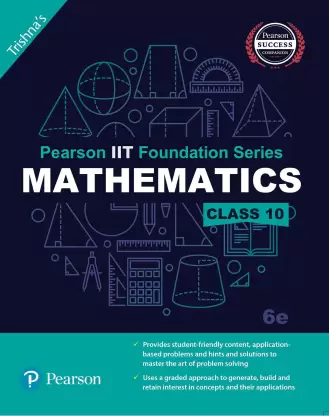 Trishna's
Pearson
SUCCESS
COMPANION
Pearson IIT Foundation Series
MATHEMATICS
CLASS 10
6e
✓ Provides student-friendly content, application-
based problems and hints and solutions to
master the art of problem solving
✓ Uses a graded approach to generate, build and
retain interest in concepts and their applications
Pearson